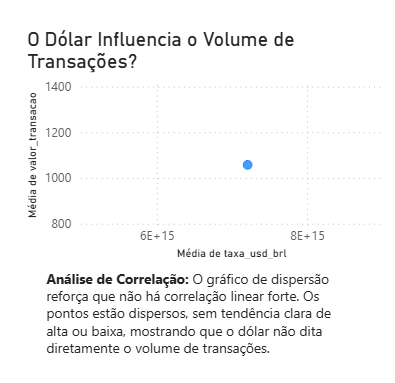 O Dólar Influencia o Volume de
Transações?
1400
1200
1000
800
Média de valor_transacao
6E+15
8E+15
Média de taxa_usd_brl
Análise de Correlação: O gráfico de dispersão
reforça que não há correlação linear forte. Os
pontos estão dispersos, sem tendência clara de
alta ou baixa, mostrando que o dólar não dita
diretamente o volume de transações.